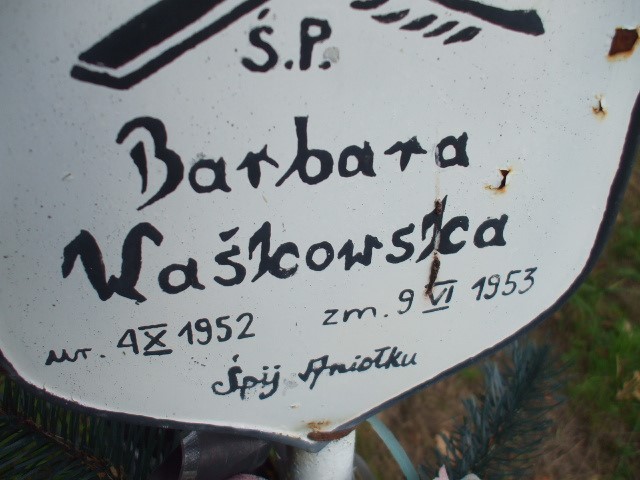 Ś.P.
Barbara
Waśkowska
ur. 4 X 1952 zm. 9 VI 1953
Śpij Aniołku